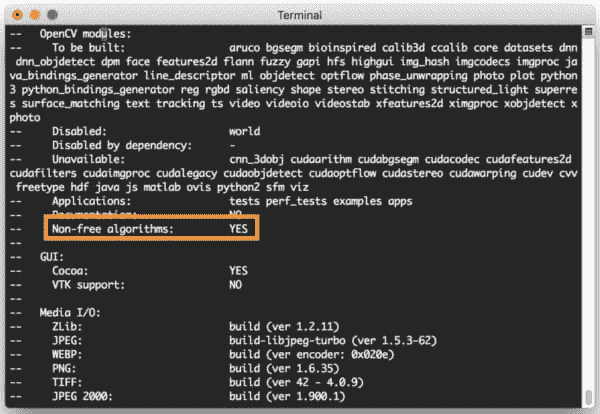 Terminal
--   OpenCV modules:
--     To be built:                 aruco bgsegm bioinspired calib3d ccalib core datasets dnn
dnn_objdetect dpm face features2d flann fuzzy gapi hfs highgui img_hash imgcodecs imgproc ja
va_bindings_generator line_descriptor ml objdetect optflow phase_unwrapping photo plot python
3 python_bindings_generator reg rgbd saliency shape stereo stitching structured_light superre
s surface_matching text tracking ts video videoio videostab xfeatures2d ximgproc xobjdetect x
photo
--     Disabled:                    world
--     Disabled by dependency:      -
--     Unavailable:                 cnn_3dobj cudaarithm cudabgsegm cudacodec cudafeatures2d
cudafilters cudaimgproc cudalegacy cudaobjdetect cudaoptflow cudastereo cudawarping cudev cvv
freetype hdf java js matlab ovis python2 sfm viz
--     Applications:                tests perf_tests examples apps
--     Documentation:               NO
--     Non-free algorithms:         YES
--
--   GUI:
--     Cocoa:                       YES
--     VTK support:                 NO
--
--   Media I/O:
--     ZLib:                        build (ver 1.2.11)
--     JPEG:                        build-libjpeg-turbo (ver 1.5.3-62)
--     WEBP:                        build (ver encoder: 0x020e)
--     PNG:                         build (ver 1.6.35)
--     TIFF:                        build (ver 42 - 4.0.9)
--     JPEG 2000:                   build (ver 1.900.1)